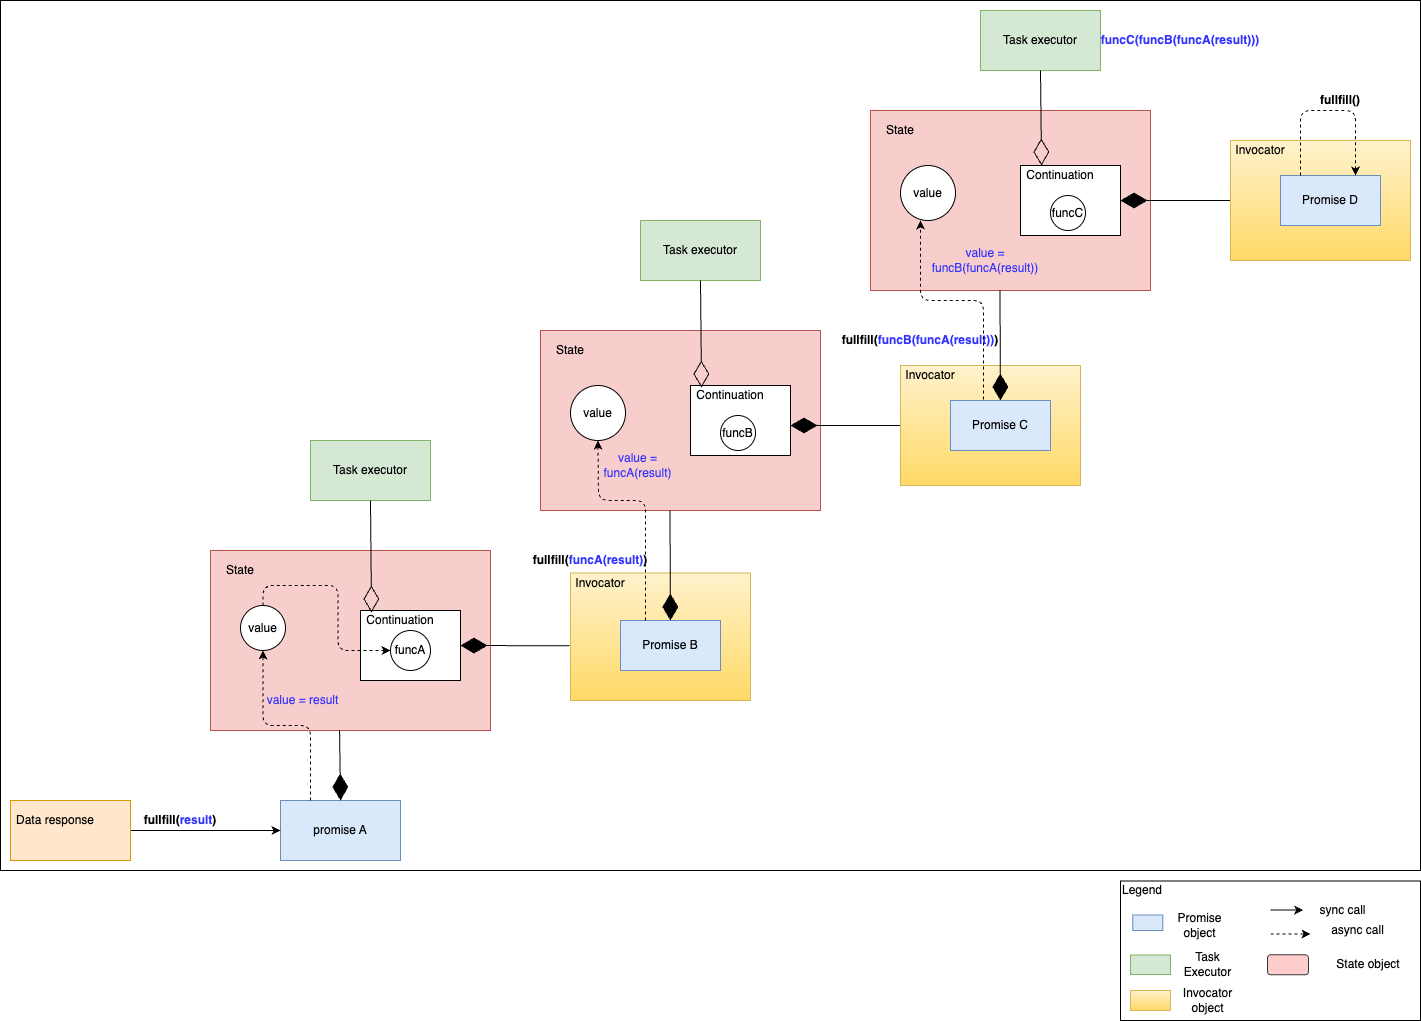 Task executor
funcC(funcB(funcA(result)))
fullfill()
State
Invocator
Continuation
value
Promise D
funcC
Task executor
value =
funcB(funcA(result))
fullfill(funcB(funcA(result)))
State
Invocator
Continuation
value
Promise C
funcB
value =
funcA(result)
Task executor
fullfill(funcA(result))
State
Invocator
Continuation
value
Promise B
funcA
value = result
Data response
fullfill(result)
promise A
Legend
Promise
object
sync call
async call
Task
Executor
State object
Invocator
object